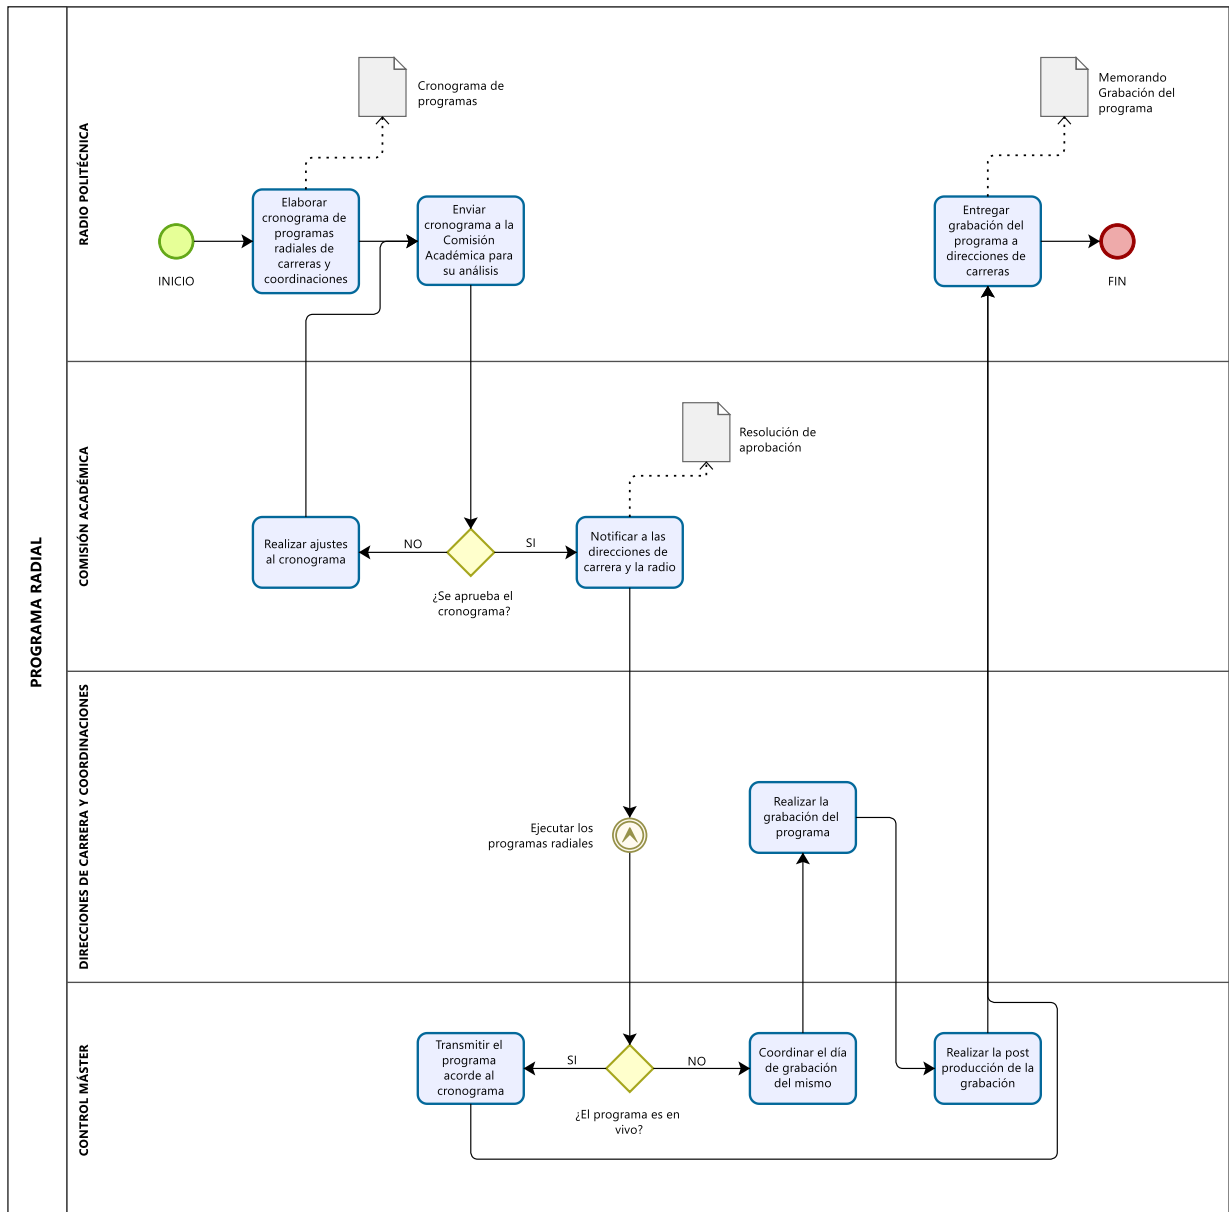 PROGRAMA RADIAL
RADIO POLITÉCNICA
Cronograma de
programas
Memorando
Grabación del
programa
INICIO
Elaborar
cronograma de
programas
radiales de
carreras y
coordinaciones
Enviar
cronograma a la
Comisión
Académica para
su análisis
Entregar
grabación del
programa a
direcciones de
carreras
FIN
COMISIÓN ACADÉMICA
Resolución de
aprobación
Realizar ajustes
al cronograma
NO
SI
¿Se aprueba el
cronograma?
Notificar a las
direcciones de
carrera y la radio
DIRECCIONES DE CARRERA Y COORDINACIONES
Ejecutar los
programas radiales
Realizar la
grabación del
programa
CONTROL MÁSTER
Transmitir el
programa
acorde al
cronograma
SI
NO
¿El programa es en
vivo?
Coordinar el día
de grabación
del mismo
Realizar la post
producción de la
grabación